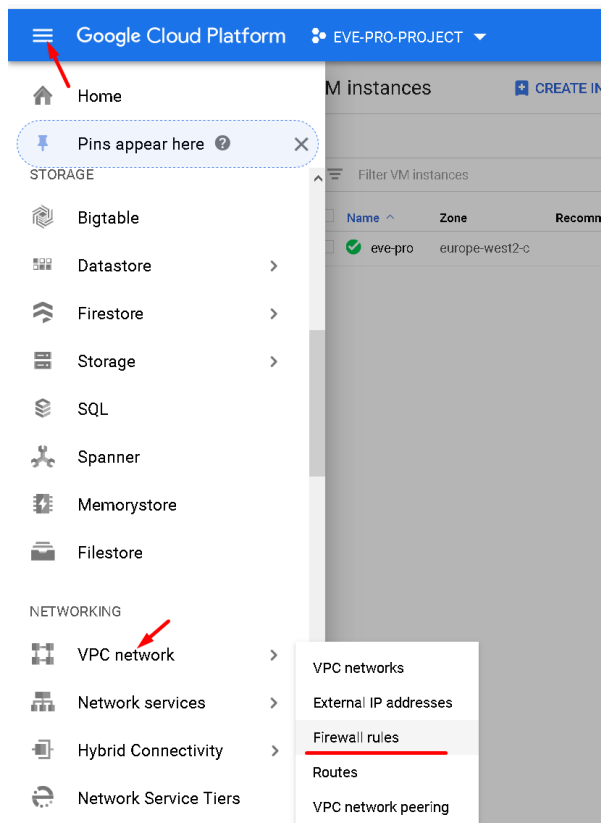 Google Cloud Platform EVE-PRO-PROJECT
Home
Pins appear here
STORAGE
Bigtable
Datastore
Firestore
Storage
SQL
Spanner
Memorystore
Filestore
NETWORKING
VPC network
Network services
Hybrid Connectivity
Network Service Tiers
M instances CREATE IN
Filter VM instances
Name Zone Recomm
eve-pro europe-west2-c
VPC networks
External IP addresses
Firewall rules
Routes
VPC network peering